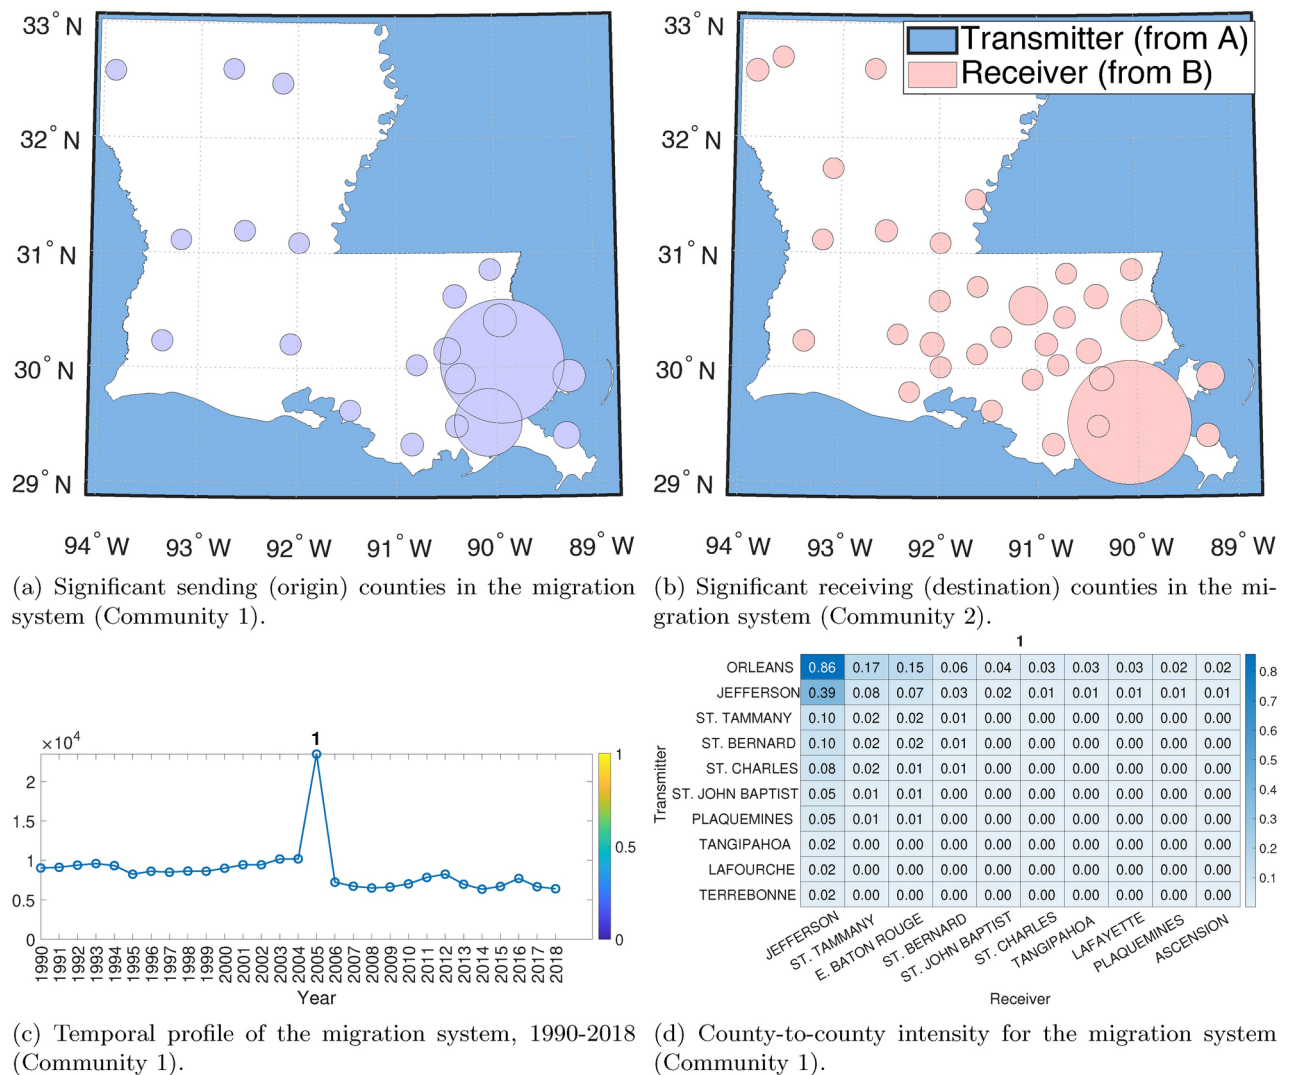 33° N
32° N
31° N
30° N
29° N
94° W 93° W 92° W 91° W 90° W 89° W
(a) Significant sending (origin) counties in the migration
system (Community 1).
Transmitter (from A)
Receiver (from B)
33° N
32° N
31° N
30° N
29° N
94° W 93° W 92° W 91° W 90° W 89° W
(b) Significant receiving (destination) counties in the mi-
gration system (Community 2).
×10^4
1
2
1.5
1
0.5
0
1990 1991 1992 1993 1994 1995 1996 1997 1998 1999 2000 2001 2002 2003 2004 2005 2006 2007 2008 2009 2010 2011 2012 2013 2014 2015 2016 2017 2018
Year
1
0.5
0
(c) Temporal profile of the migration system, 1990-2018
(Community 1).
1
Transmitter
ORLEANS 0.86 0.17 0.15 0.06 0.04 0.03 0.03 0.03 0.02 0.02
JEFFERSON 0.39 0.08 0.07 0.03 0.02 0.01 0.01 0.01 0.01 0.01
ST. TAMMANY 0.10 0.02 0.02 0.01 0.00 0.00 0.00 0.00 0.00 0.00
ST. BERNARD 0.10 0.02 0.02 0.01 0.00 0.00 0.00 0.00 0.00 0.00
ST. CHARLES 0.08 0.02 0.01 0.01 0.00 0.00 0.00 0.00 0.00 0.00
ST. JOHN BAPTIST 0.05 0.01 0.01 0.00 0.00 0.00 0.00 0.00 0.00 0.00
PLAQUEMINES 0.05 0.01 0.01 0.00 0.00 0.00 0.00 0.00 0.00 0.00
TANGIPAHOA 0.02 0.00 0.00 0.00 0.00 0.00 0.00 0.00 0.00 0.00
LAFOURCHE 0.02 0.00 0.00 0.00 0.00 0.00 0.00 0.00 0.00 0.00
TERREBONNE 0.02 0.00 0.00 0.00 0.00 0.00 0.00 0.00 0.00 0.00
JEFFERSON
ST. TAMMANY
E. BATON ROUGE
ST. BERNARD
ST. JOHN BAPTIST
ST. CHARLES
TANGIPAHOA
LAFAYETTE
PLAQUEMINES
ASCENSION
Receiver
0.8
0.7
0.6
0.5
0.4
0.3
0.2
0.1
(d) County-to-county intensity for the migration system
(Community 1).